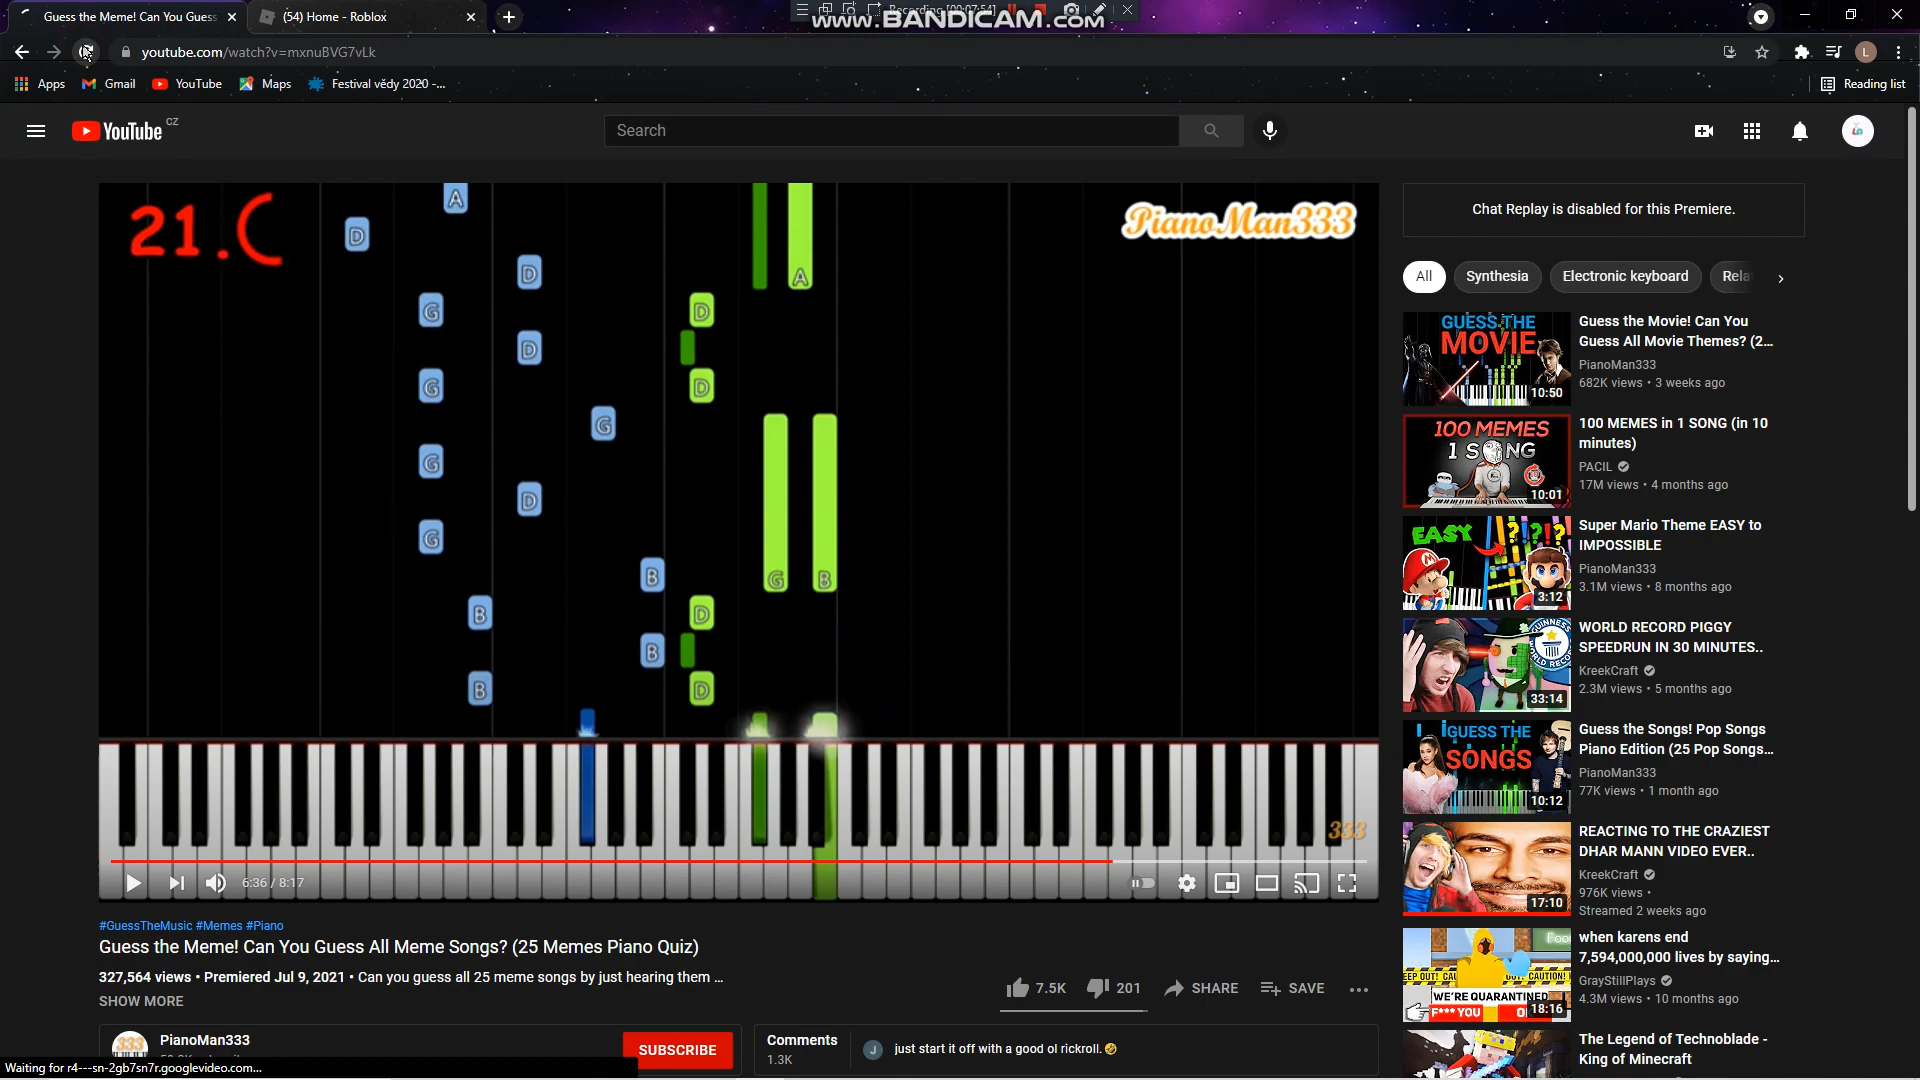 Guess the Meme! Can You Guess
(54) Home - Roblox
www.BANDICAM.com
youtube.com/watch?v=mxnuBVG7vLk
Apps
Gmail
YouTube
Maps
Festival vědy 2020 -...
Reading list
YouTube CZ
Search
21.
PianoMan333
A
D
D
A
G
D
D
G
D
G
G
D
G
G B
B
B
D
B
B
D
333
6:36 / 8:17
#GuessTheMusic #Memes #Piano
Guess the Meme! Can You Guess All Meme Songs? (25 Memes Piano Quiz)
327,564 views • Premiered Jul 9, 2021 • Can you guess all 25 meme songs by just hearing them ...
SHOW MORE
7.5K
201
SHARE
SAVE
333
PianoMan333
SUBSCRIBE
Comments
1.3K
J
just start it off with a good ol rickroll.🤣
Waiting for r4---sn-2gb7sn7r.googlevideo.com...
Chat Replay is disabled for this Premiere.
All
Synthesia
Electronic keyboard
Rela
GUESS THE
MOVIE
10:50
Guess the Movie! Can You
Guess All Movie Themes? (2...
PianoMan333
682K views • 3 weeks ago
100 MEMES
1 SONG
10:01
100 MEMES in 1 SONG (in 10
minutes)
PACIL
17M views • 4 months ago
EASY
?!?!?
3:12
Super Mario Theme EASY to
IMPOSSIBLE
PianoMan333
3.1M views • 8 months ago
GUINNESS
WORLD RECORD
33:14
WORLD RECORD PIGGY
SPEEDRUN IN 30 MINUTES..
KreekCraft
2.3M views • 5 months ago
GUESS THE
SONGS
10:12
Guess the Songs! Pop Songs
Piano Edition (25 Pop Songs...
PianoMan333
77K views • 1 month ago
17:10
REACTING TO THE CRAZIEST
DHAR MANN VIDEO EVER..
KreekCraft
976K views •
Streamed 2 weeks ago
Foo
CAUTION!
WE'RE QUARANTINED
F*** YOU
18:16
when karens end
7,594,000,000 lives by saying...
GrayStillPlays
4.3M views • 10 months ago
The Legend of Technoblade -
King of Minecraft